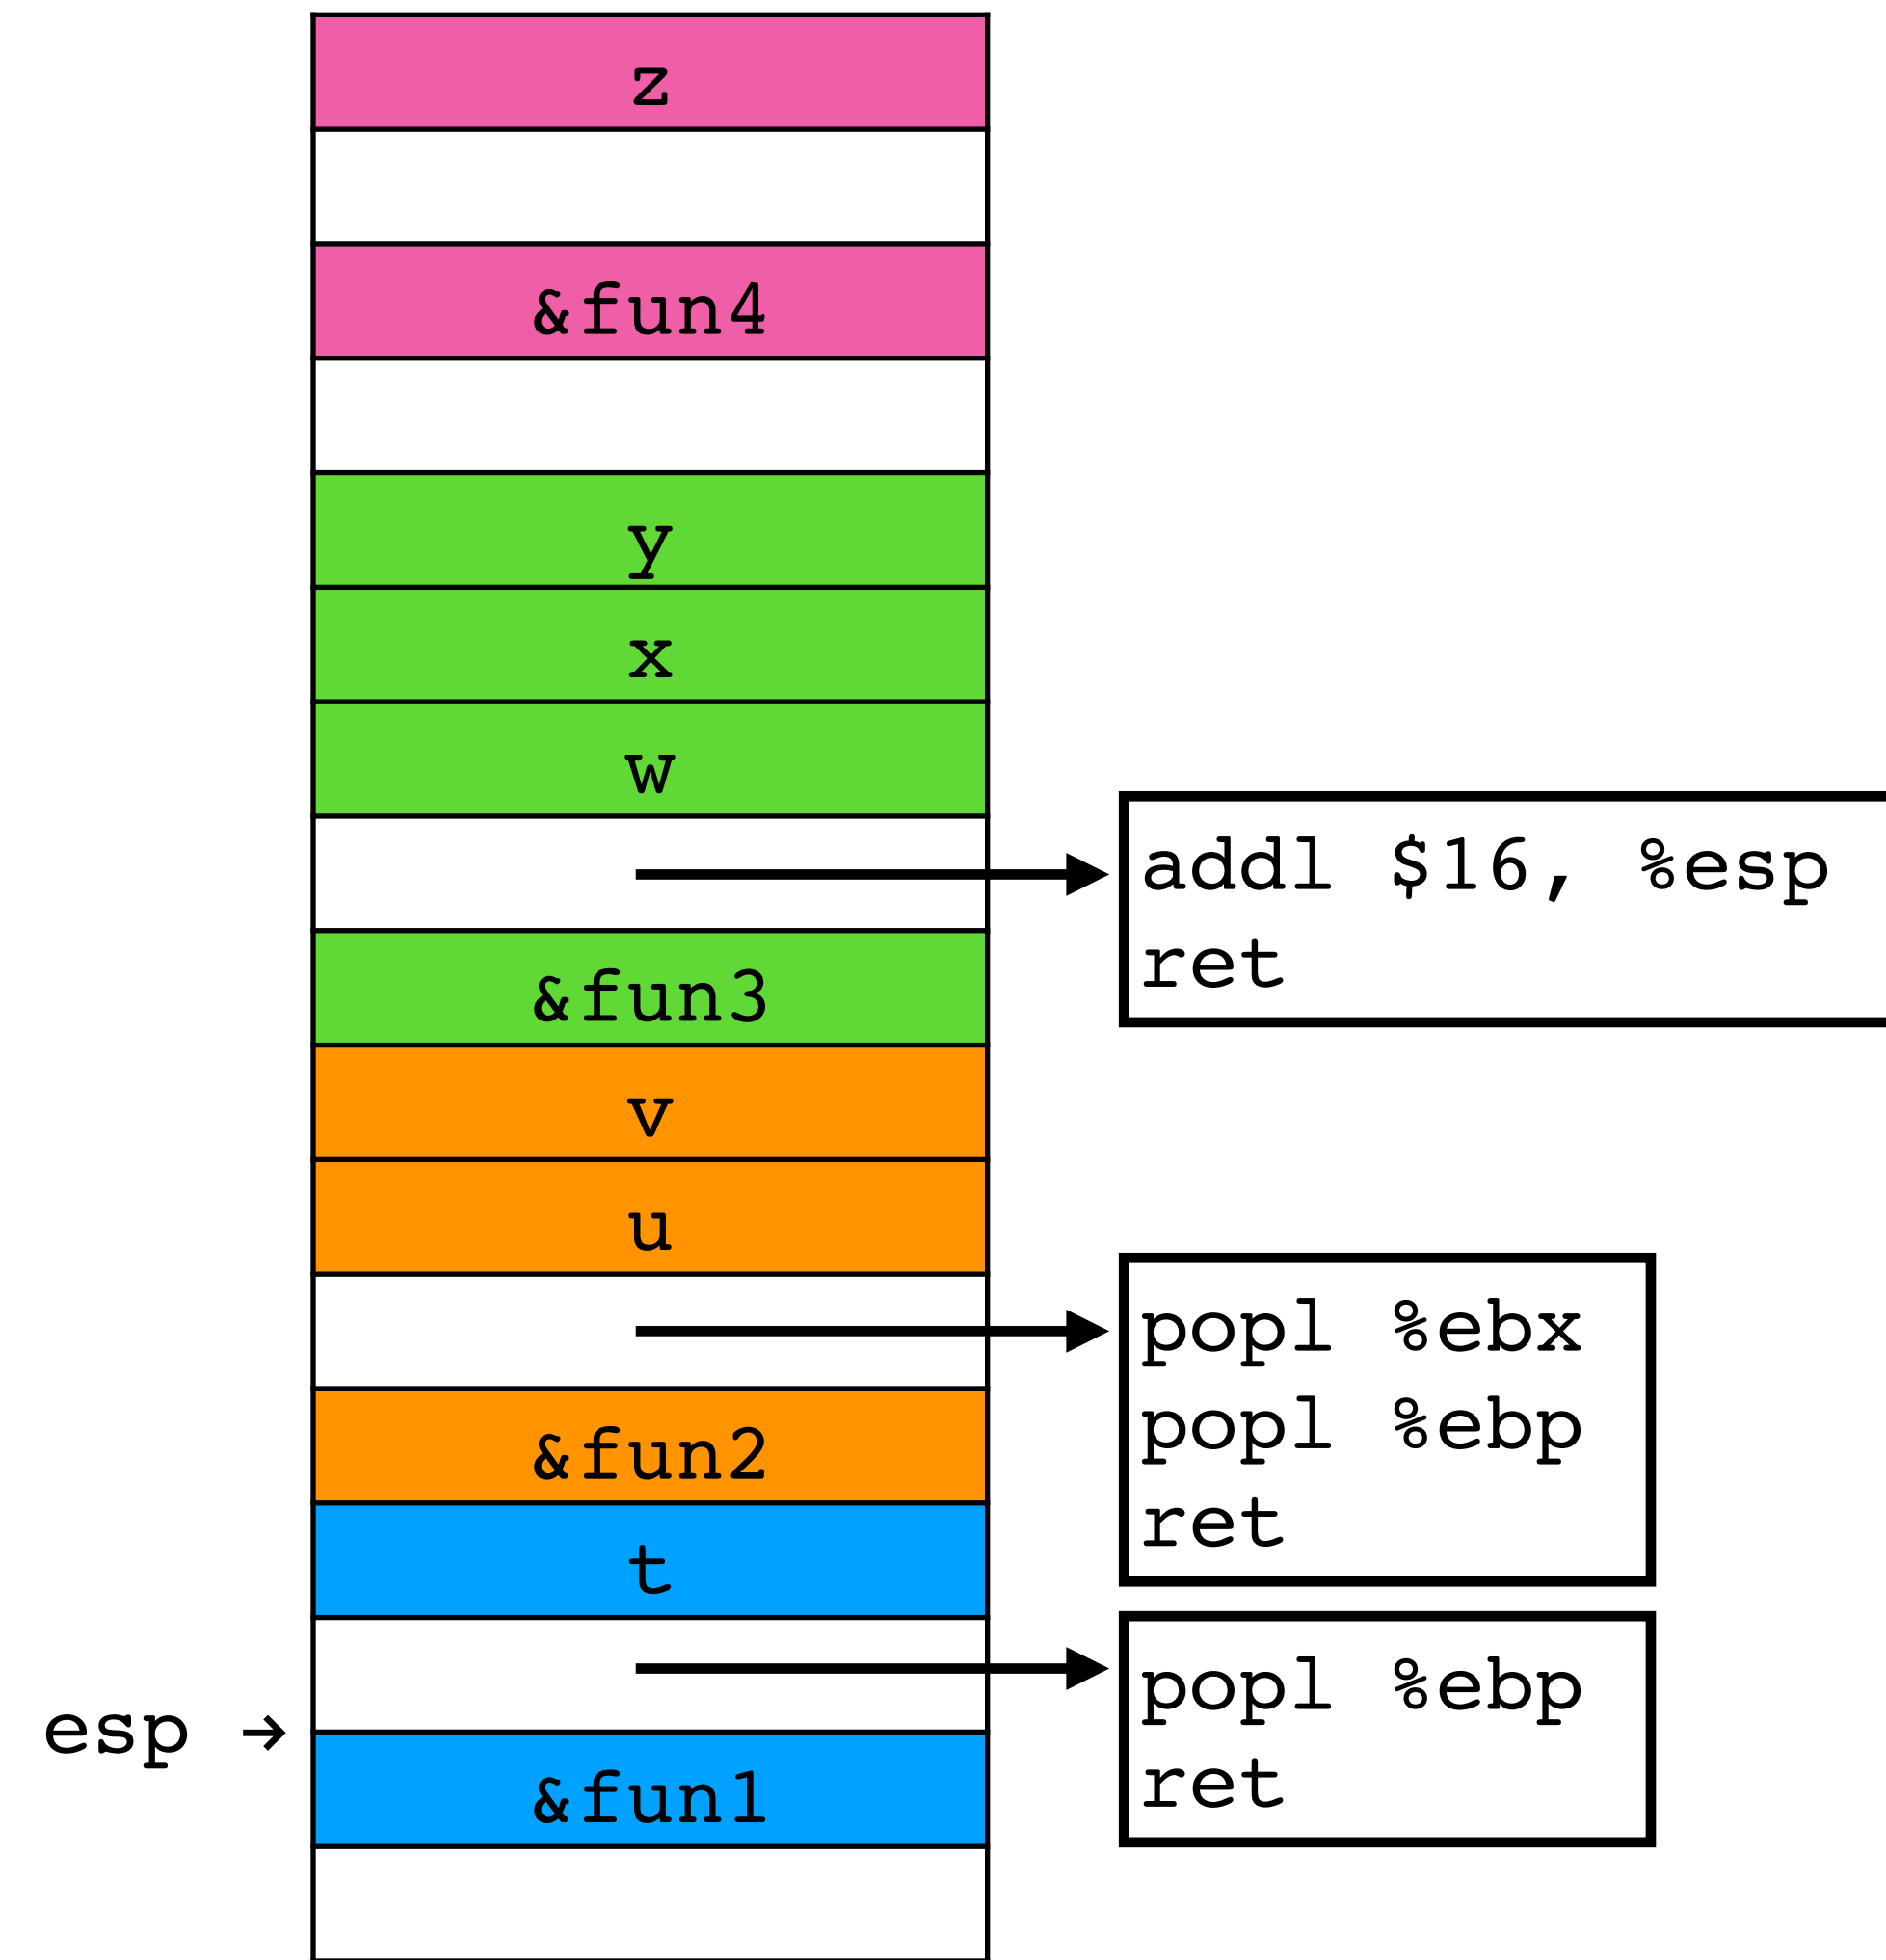 z
&fun4
y
x
w
addl $16, %esp
ret
&fun3
v
u
popl %ebx
popl %ebp
ret
&fun2
t
popl %ebp
ret
esp →
&fun1